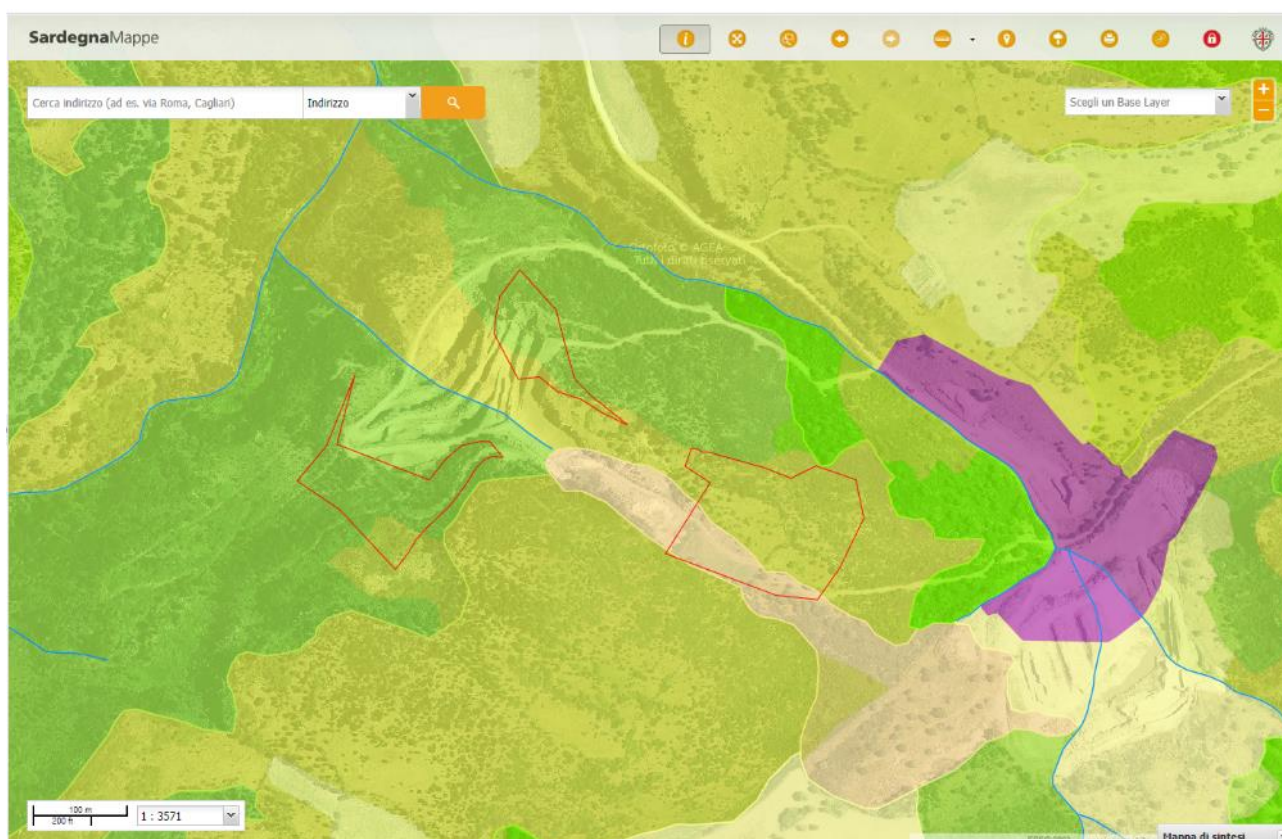 SardegnaMappe
Cerca indirizzo (ad es. via Roma, Cagliari)
Indirizzo
Scegli un Base Layer
+
−
Ortofoto © AGEA
Tutti i diritti riservati
100 m
200 ft
1 : 3571
Mappa di sintesi